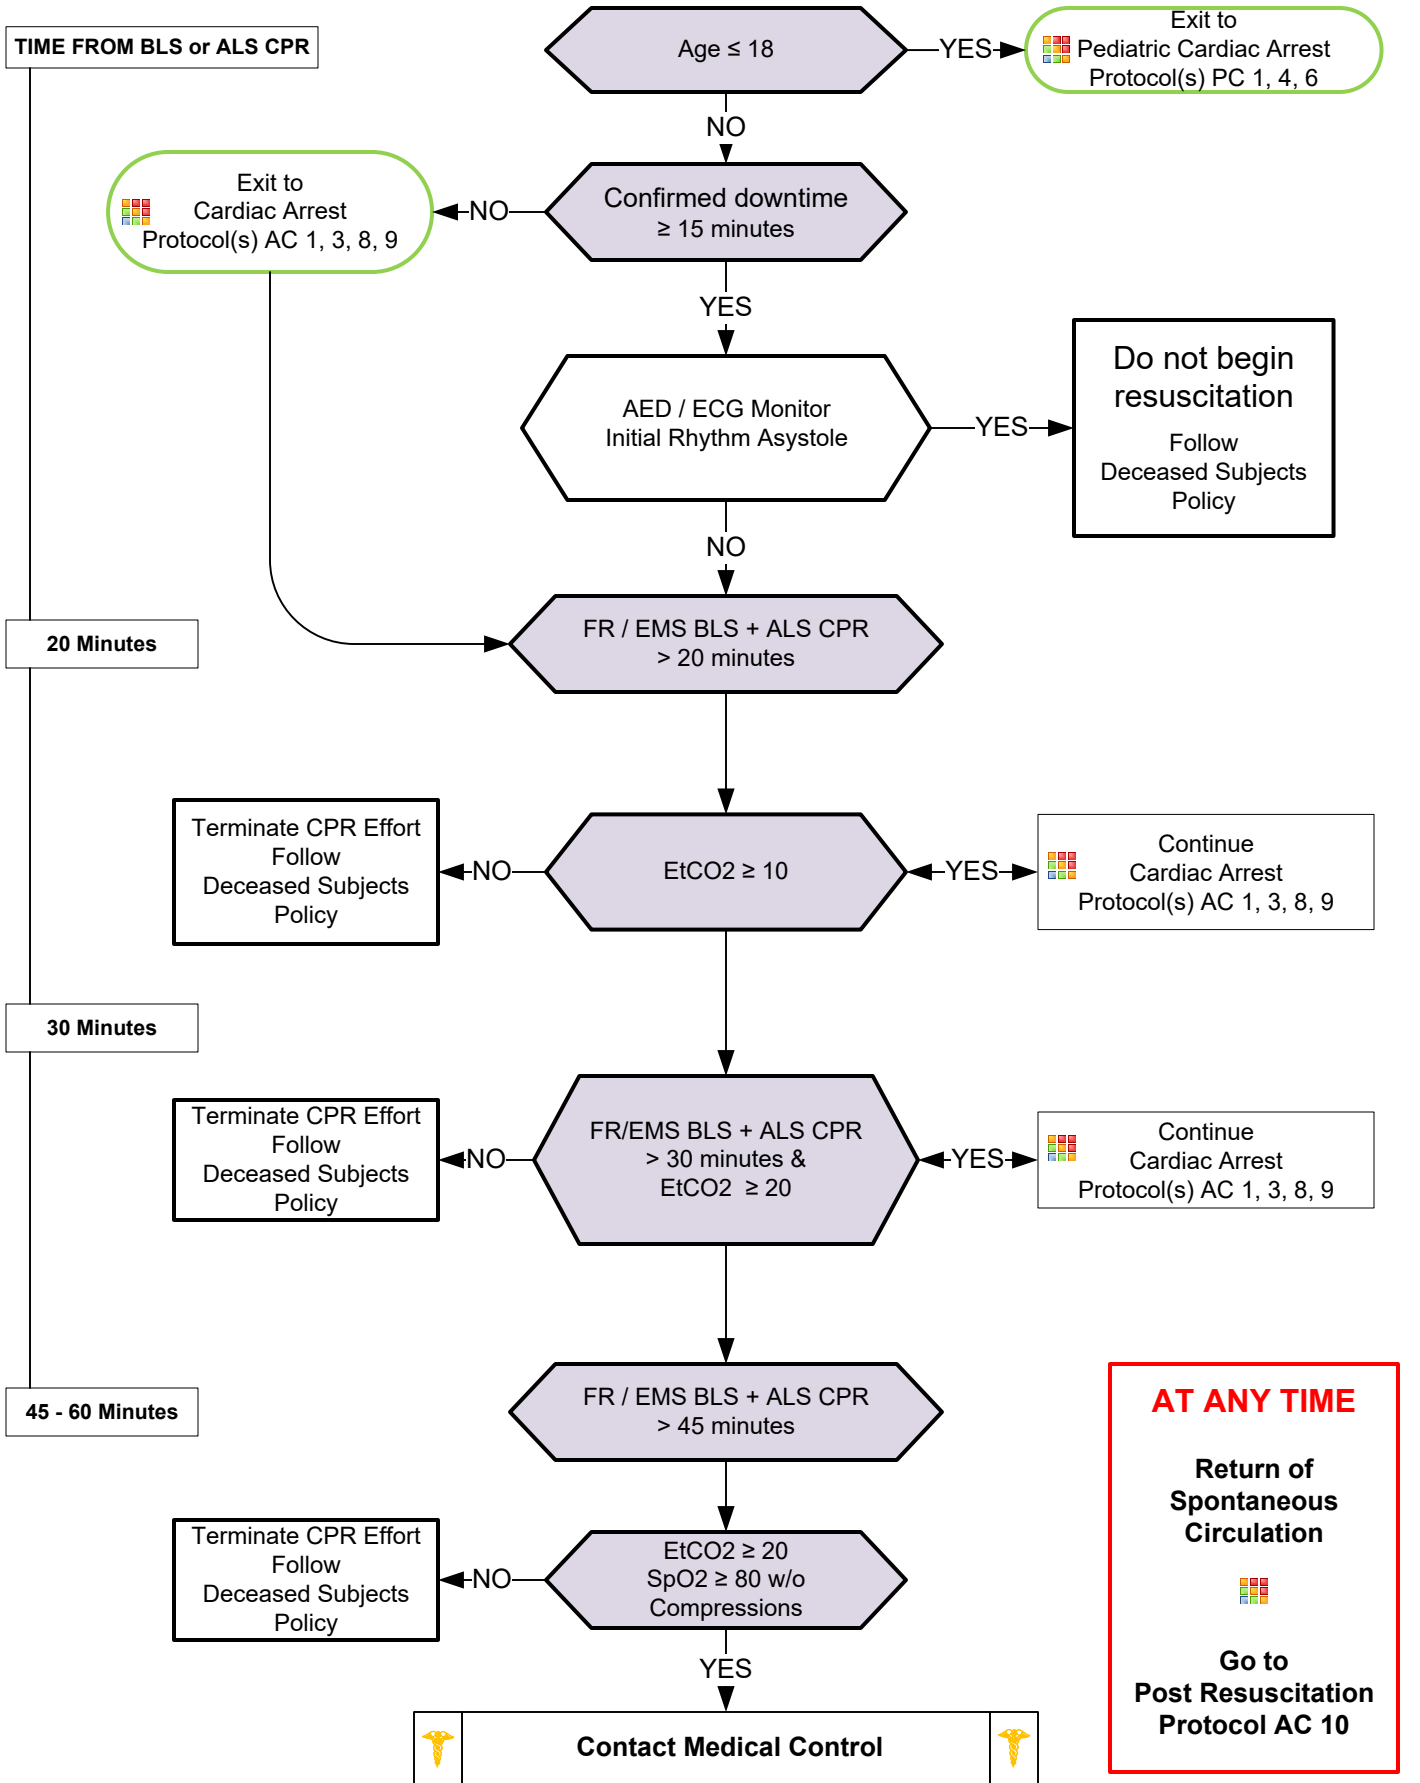 TIME FROM BLS or ALS CPR
Age ≤ 18
YES
Exit to
Pediatric Cardiac Arrest
Protocol(s) PC 1, 4, 6
NO
Exit to
Cardiac Arrest
Protocol(s) AC 1, 3, 8, 9
NO
Confirmed downtime
≥ 15 minutes
YES
AED / ECG Monitor
Initial Rhythm Asystole
YES
Do not begin
resuscitation
Follow
Deceased Subjects
Policy
NO
20 Minutes
FR / EMS BLS + ALS CPR
> 20 minutes
Terminate CPR Effort
Follow
Deceased Subjects
Policy
NO
EtCO2 ≥ 10
YES
Continue
Cardiac Arrest
Protocol(s) AC 1, 3, 8, 9
30 Minutes
Terminate CPR Effort
Follow
Deceased Subjects
Policy
NO
FR/EMS BLS + ALS CPR
> 30 minutes &
EtCO2 ≥ 20
YES
Continue
Cardiac Arrest
Protocol(s) AC 1, 3, 8, 9
45 - 60 Minutes
FR / EMS BLS + ALS CPR
> 45 minutes
Terminate CPR Effort
Follow
Deceased Subjects
Policy
NO
EtCO2 ≥ 20
SpO2 ≥ 80 w/o
Compressions
YES
Contact Medical Control
AT ANY TIME
Return of
Spontaneous
Circulation
Go to
Post Resuscitation
Protocol AC 10